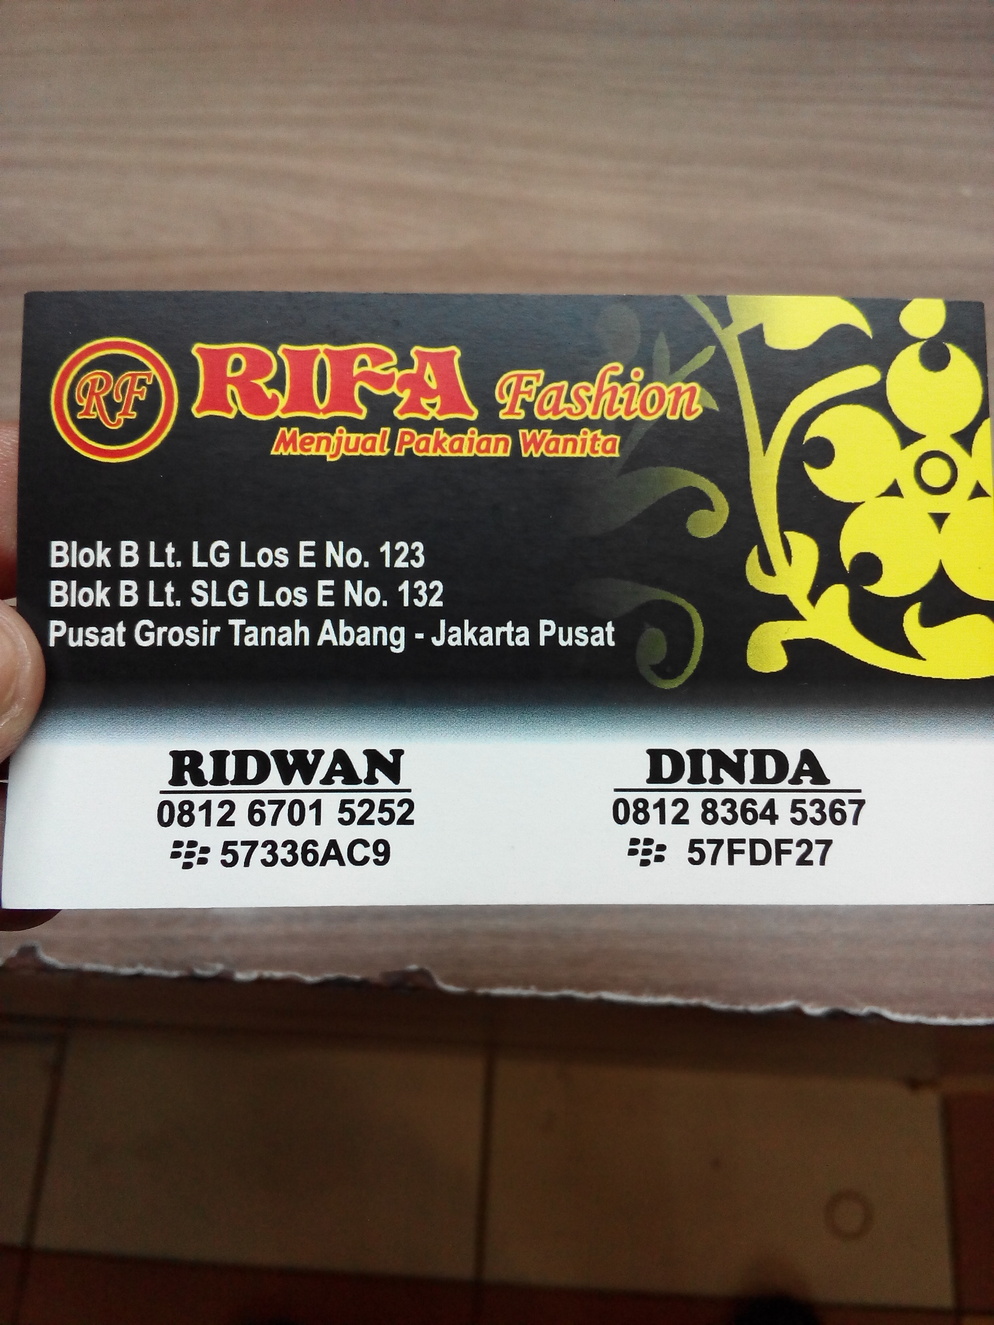 RF
RIFA Fashion
Menjual Pakaian Wanita
Blok B Lt. LG Los E No. 123
Blok B Lt. SLG Los E No. 132
Pusat Grosir Tanah Abang - Jakarta Pusat
RIDWAN
0812 6701 5252
57336AC9
DINDA
0812 8364 5367
57FDF27